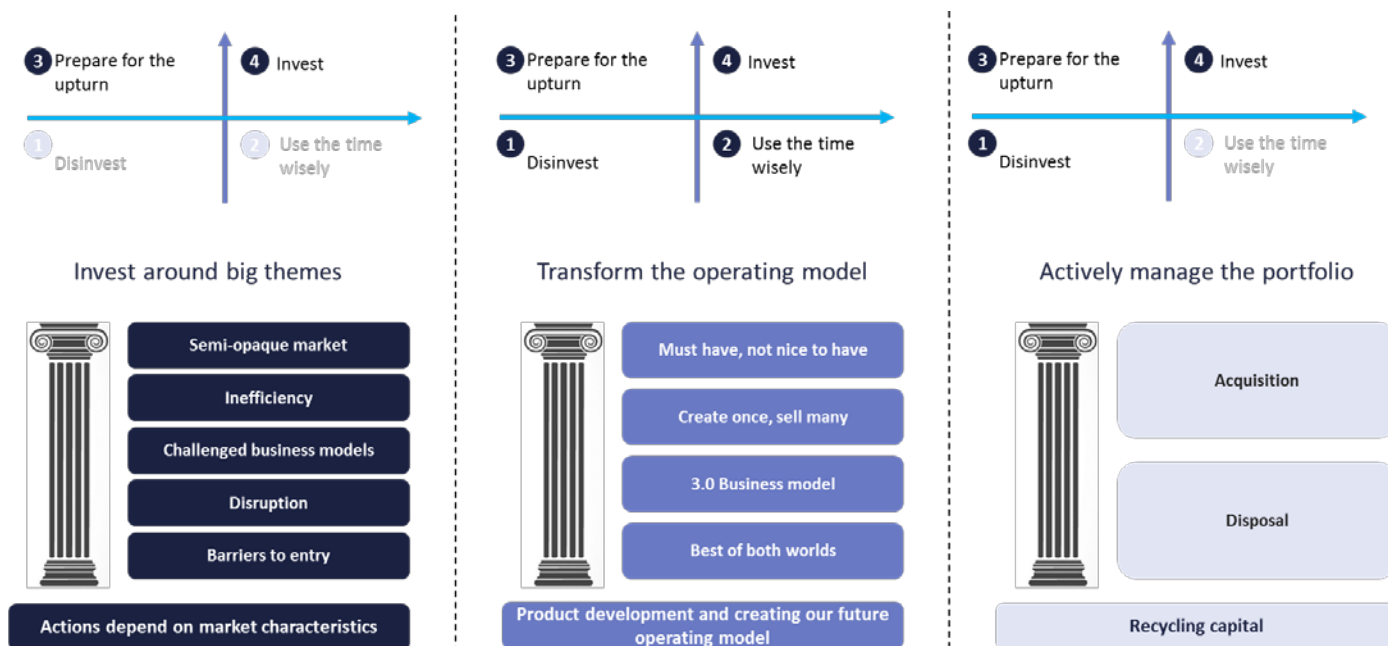 3 Prepare for the
upturn
4 Invest
1
Disinvest
2 Use the time
wisely
Invest around big themes
Semi-opaque market
Inefficiency
Challenged business models
Disruption
Barriers to entry
Actions depend on market characteristics
3 Prepare for the
upturn
4 Invest
1
Disinvest
2 Use the time
wisely
Transform the operating model
Must have, not nice to have
Create once, sell many
3.0 Business model
Best of both worlds
Product development and creating our future
operating model
3 Prepare for the
upturn
4 Invest
1
Disinvest
2 Use the time
wisely
Actively manage the portfolio
Acquisition
Disposal
Recycling capital